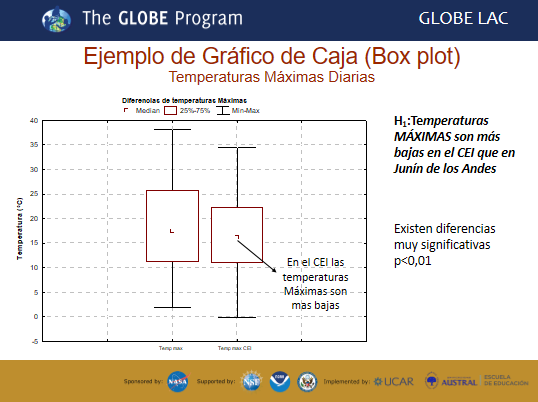 The GLOBE Program
GLOBE LAC
Ejemplo de Gráfico de Caja (Box plot)
Temperaturas Máximas Diarias
Diferencias de temperaturas Máximas
Median 25%-75% Min-Max
40
35
30
25
20
15
10
5
0
-5
Temperatura (°C)
Temp max
Temp max CEI
En el CEI las
temperaturas
Máximas son
mas bajas
H1:Temperaturas
MÁXIMAS son más
bajas en el CEI que en
Junín de los Andes
Existen diferencias
muy significativas
p<0,01
Sponsored by: NASA Supported by: NSF NOAA Implemented by: UCAR UNIVERSIDAD AUSTRAL ESCUELA DE EDUCACIÓN